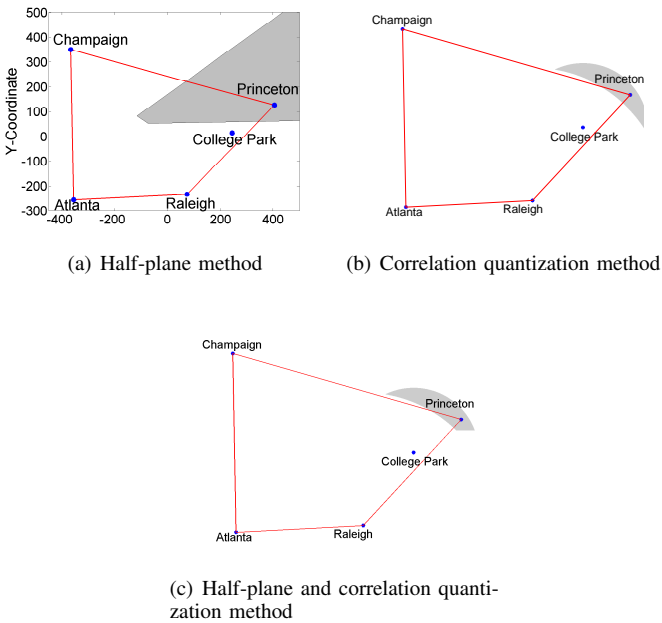 500
400
300
200
100
0
-100
-200
-300
Y-Coordinate
-400
-200
0
200
400
Champaign
Princeton
College Park
Atlanta
Raleigh
(a) Half-plane method
Champaign
Princeton
College Park
Atlanta
Raleigh
(b) Correlation quantization method
Champaign
Princeton
College Park
Atlanta
Raleigh
(c) Half-plane and correlation quanti-
zation method